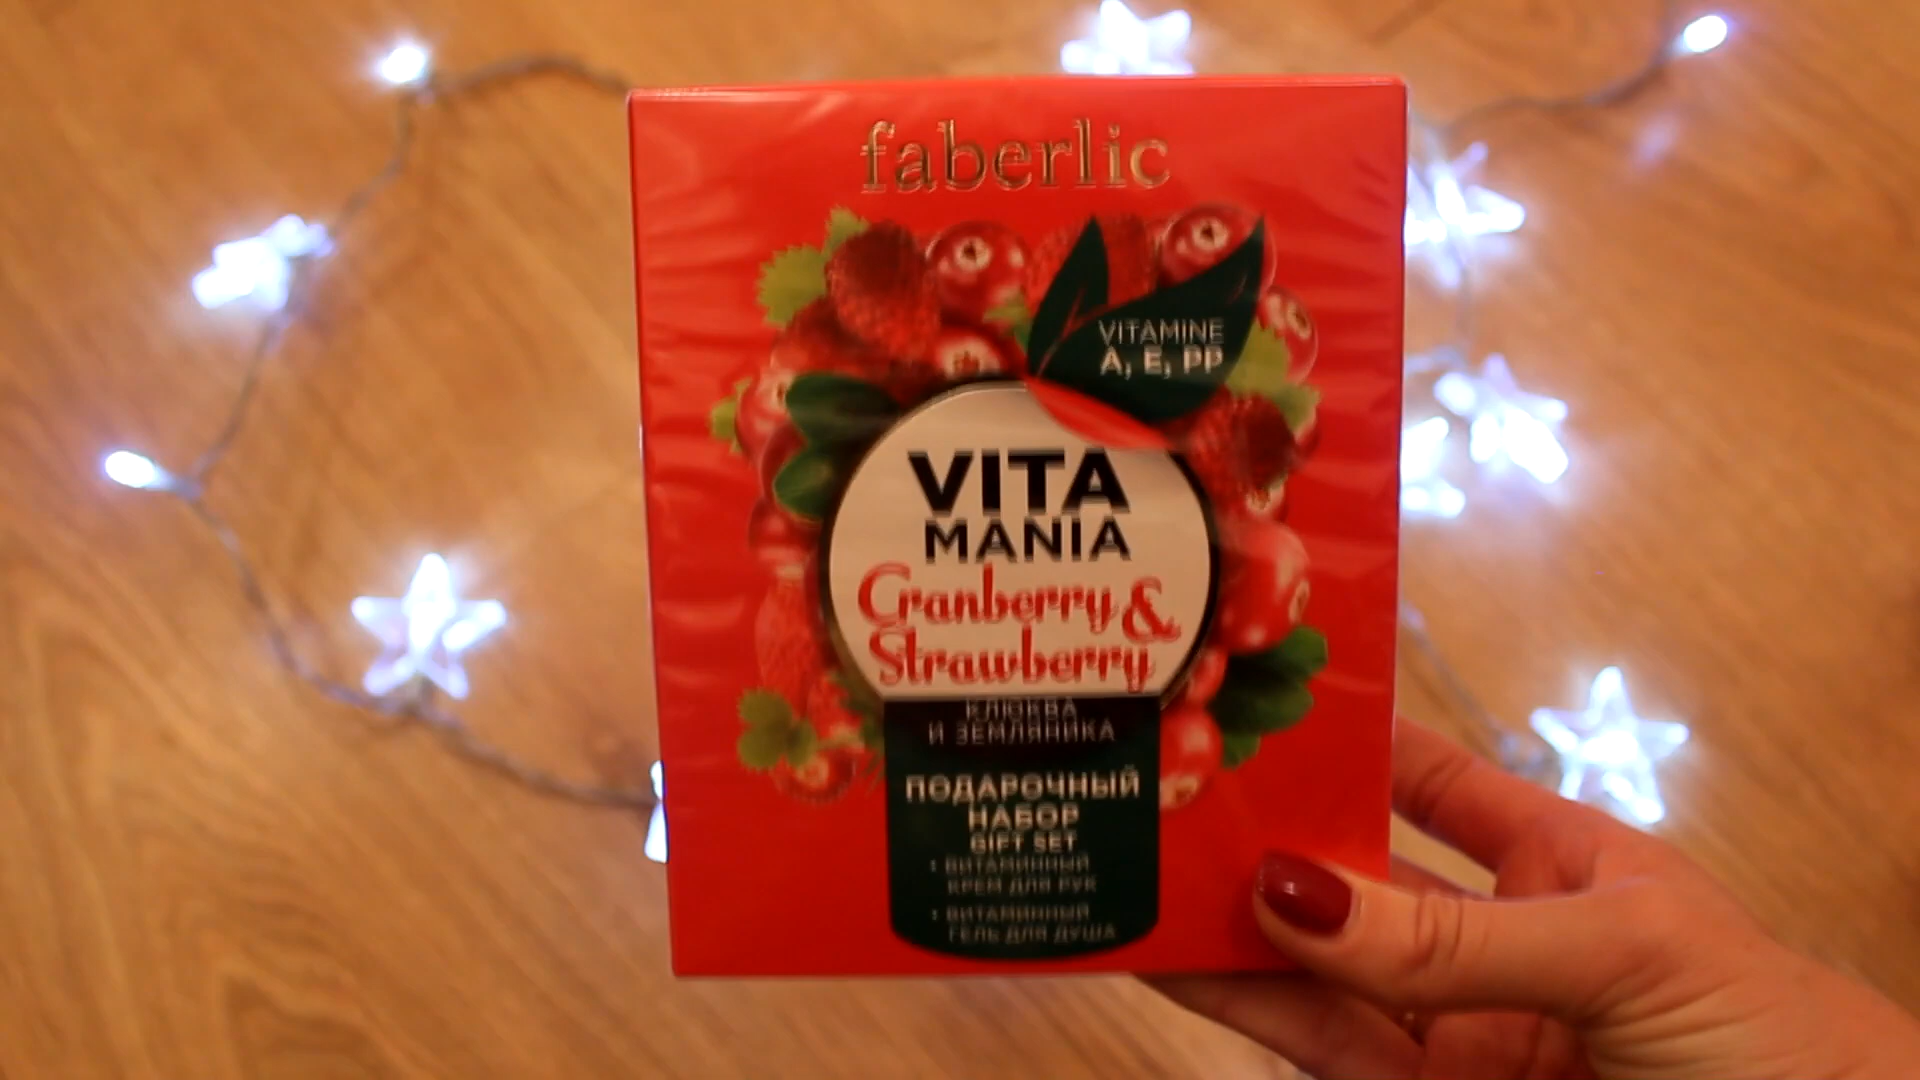 faberlic
VITAMINE
A, E, PP
VITA
MANIA
Cranberry &
Strawberry
КЛЮКВА
И ЗЕМЛЯНИКА
ПОДАРОЧНЫЙ
НАБОР
GIFT SET
• ВИТАМИННЫЙ
КРЕМ ДЛЯ РУК
• ВИТАМИННЫЙ
ГЕЛЬ ДЛЯ ДУША